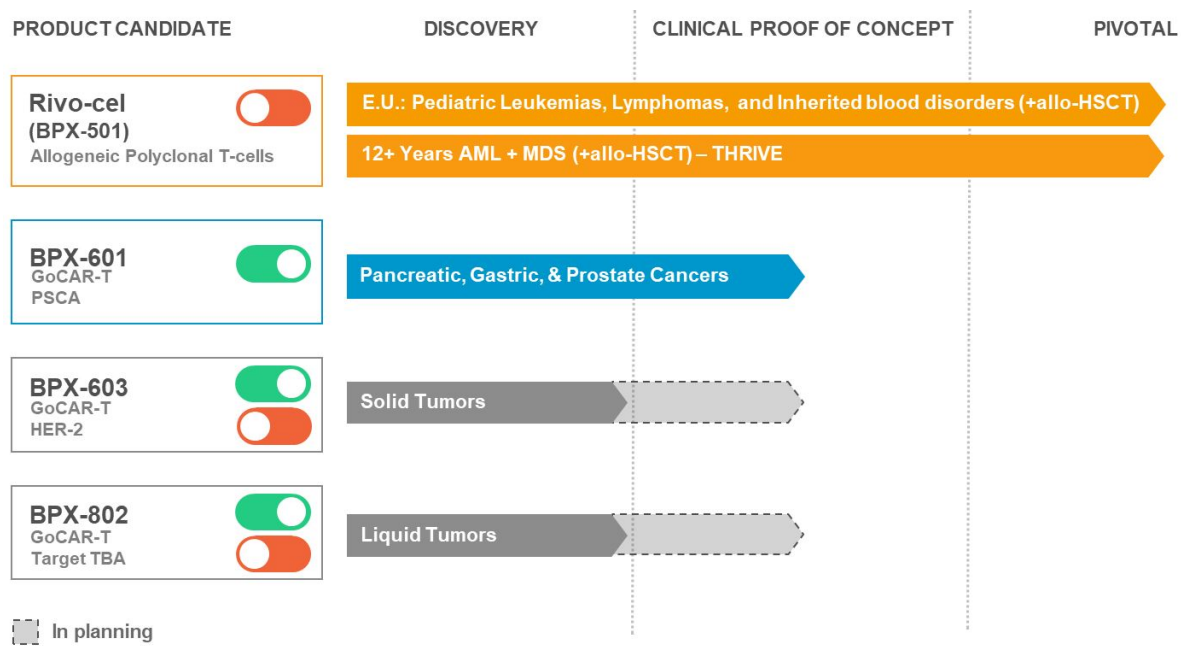 PRODUCT CANDIDATE
DISCOVERY
CLINICAL PROOF OF CONCEPT
PIVOTAL
Rivo-cel
(BPX-501)
Allogeneic Polyclonal T-cells
E.U.: Pediatric Leukemias, Lymphomas, and Inherited blood disorders (+allo-HSCT)
12+ Years AML + MDS (+allo-HSCT) – THRIVE
BPX-601
GoCAR-T
PSCA
Pancreatic, Gastric, & Prostate Cancers
BPX-603
GoCAR-T
HER-2
Solid Tumors
BPX-802
GoCAR-T
Target TBA
Liquid Tumors
In planning